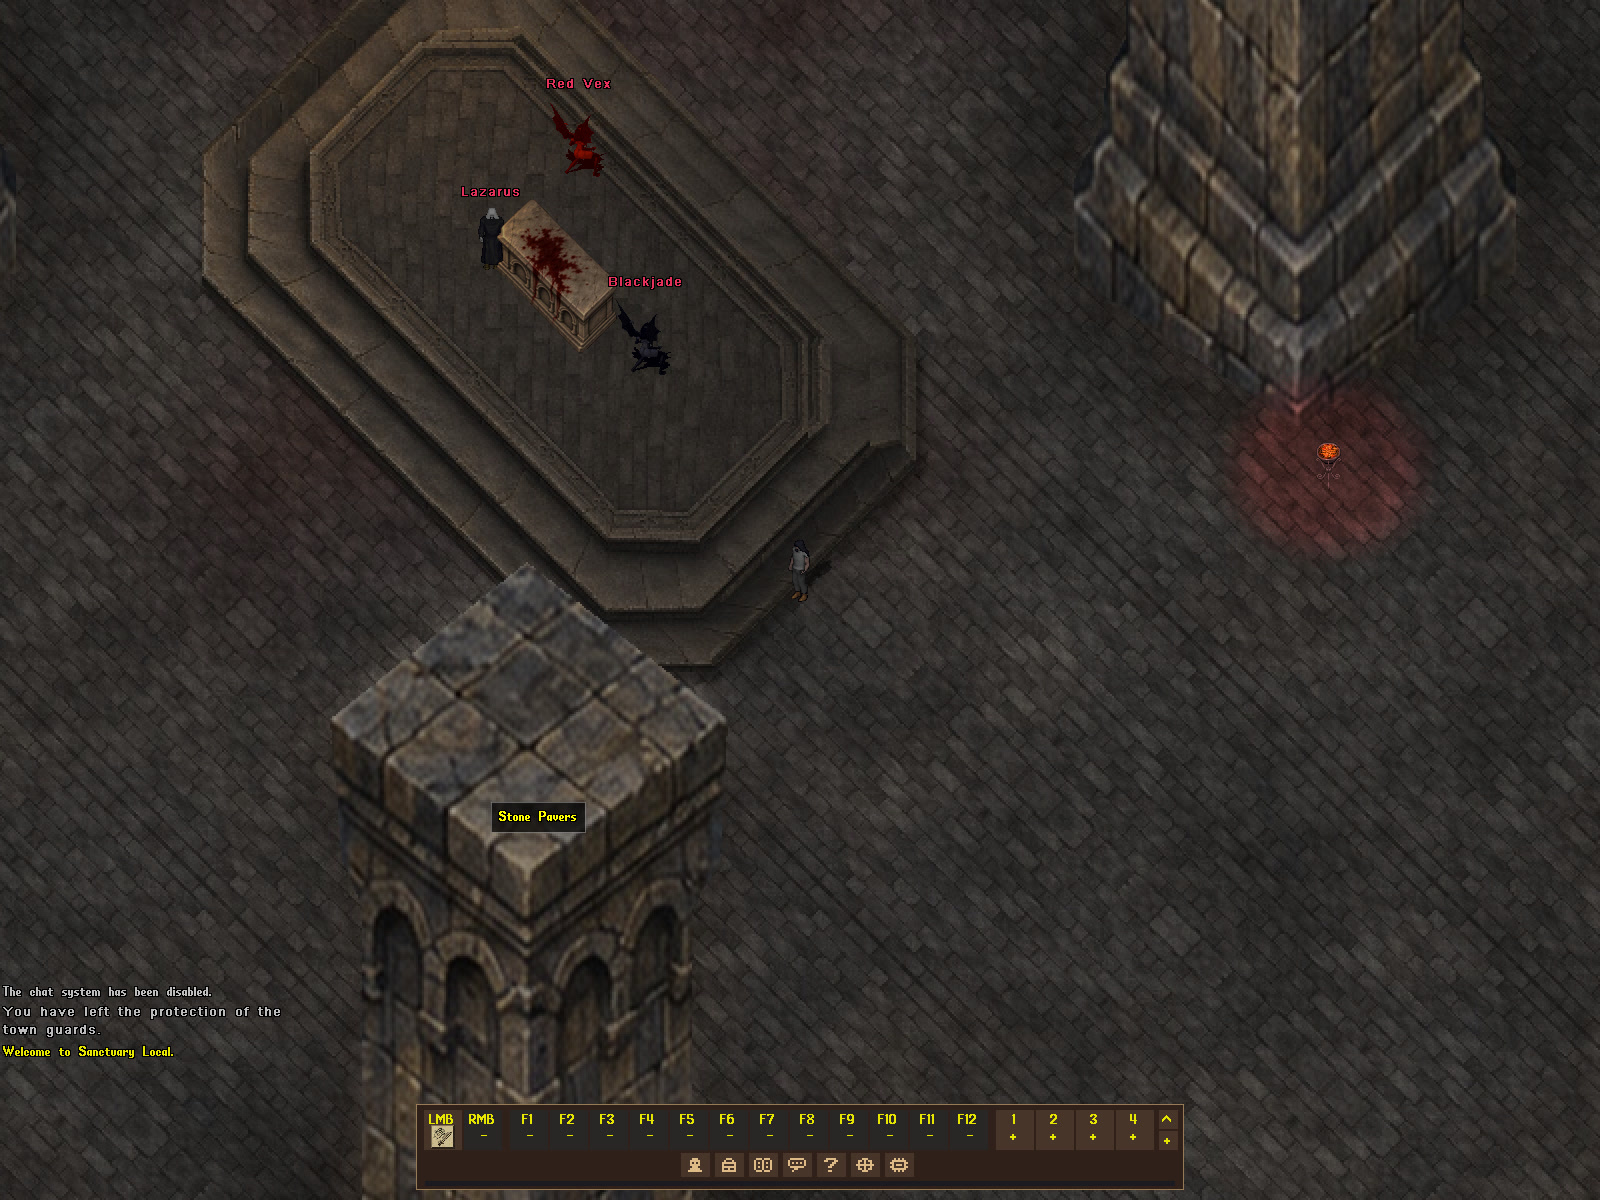 Red Vex
Lazarus
Blackjade
Stone Pavers
The chat system has been disabled.
You have left the protection of the
town guards.
Welcome to Sanctuary Local.
LMB RMB F1 F2 F3 F4 F5 F6 F7 F8 F9 F10 F11 F12 1 2 3 4 ^
- - - - - - - - - - - - - + + + + +
?